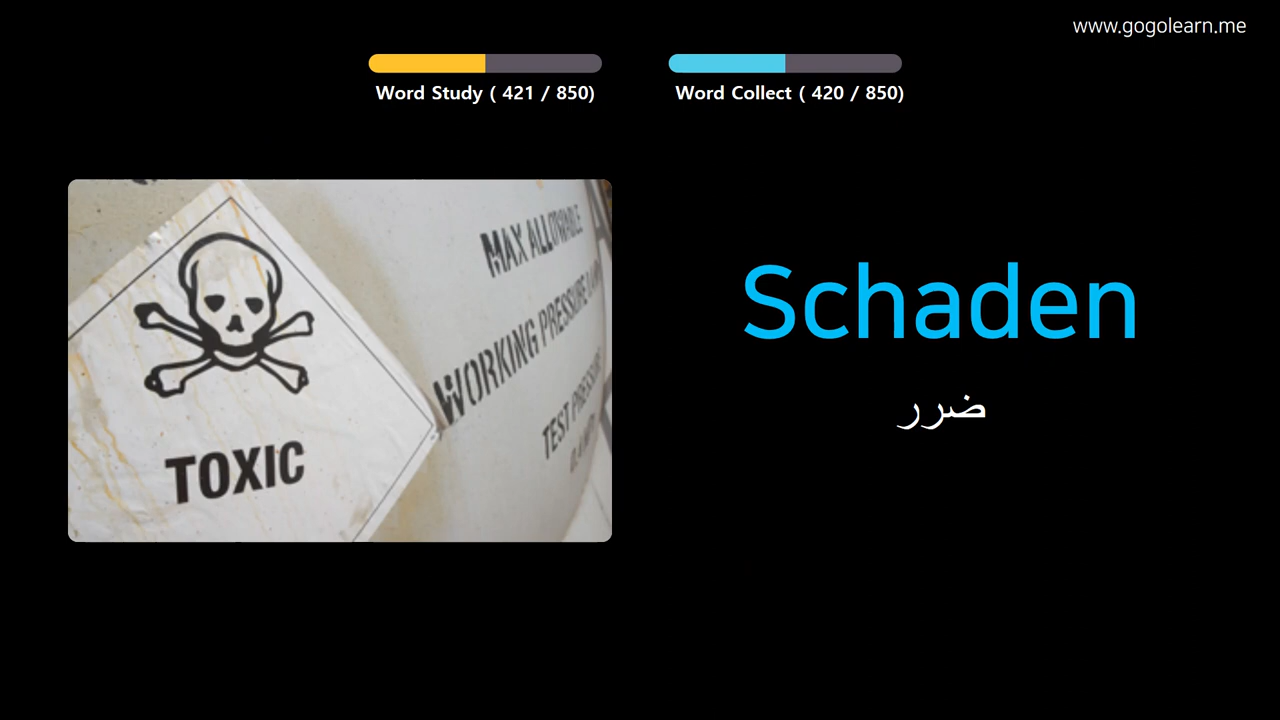 www.gogolearn.me
Word Study ( 421 / 850)
Word Collect ( 420 / 850)
MAX ALLOWABLE
WORKING PRESSURE
TEST PRESSURE
TOXIC
Schaden
ضرر